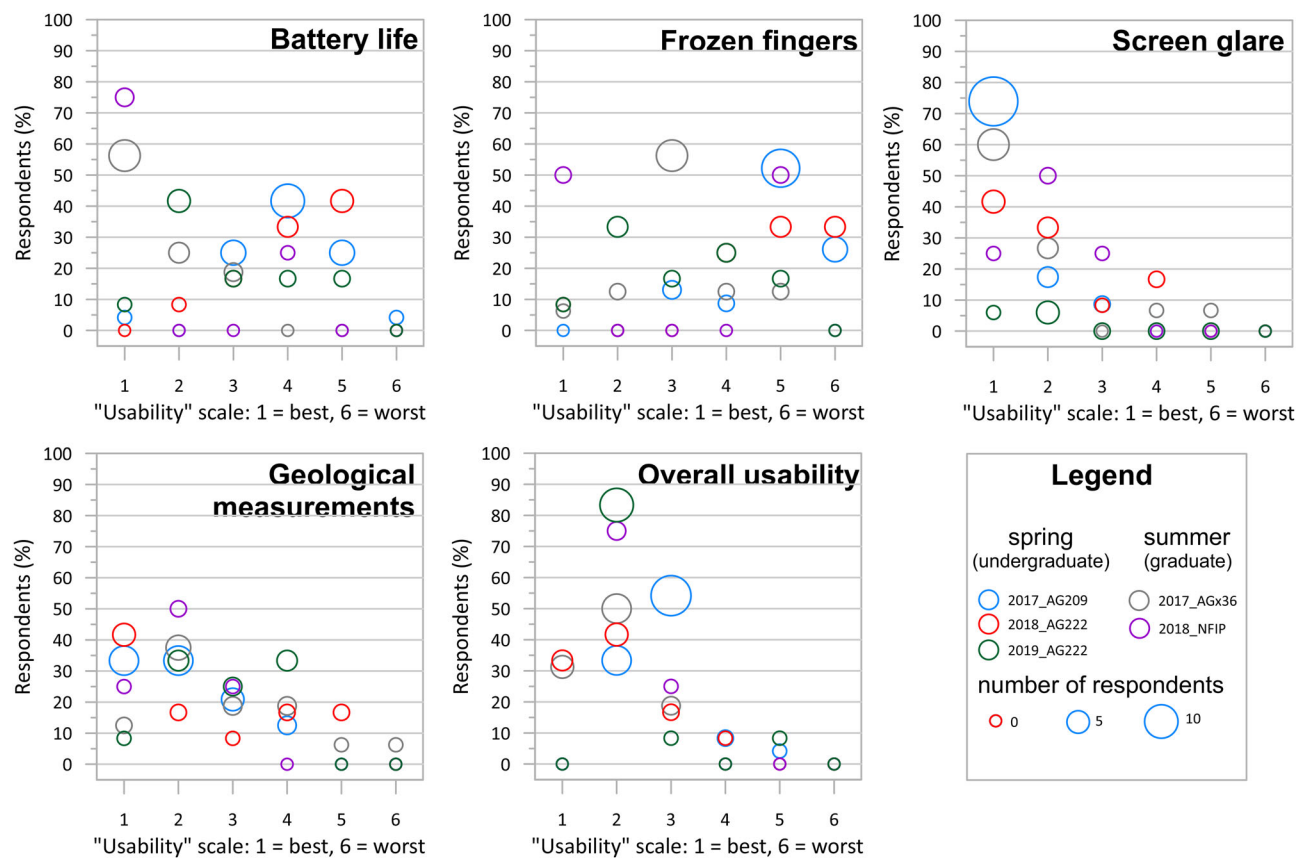 Battery life
Respondents (%)
100
90
80
70
60
50
40
30
20
10
0
1 2 3 4 5 6
"Usability" scale: 1 = best, 6 = worst
Frozen fingers
Respondents (%)
100
90
80
70
60
50
40
30
20
10
0
1 2 3 4 5 6
"Usability" scale: 1 = best, 6 = worst
Screen glare
Respondents (%)
100
90
80
70
60
50
40
30
20
10
0
1 2 3 4 5 6
"Usability" scale: 1 = best, 6 = worst
Geological
measurements
Respondents (%)
100
90
80
70
60
50
40
30
20
10
0
1 2 3 4 5 6
"Usability" scale: 1 = best, 6 = worst
Overall usability
Respondents (%)
100
90
80
70
60
50
40
30
20
10
0
1 2 3 4 5 6
"Usability" scale: 1 = best, 6 = worst
Legend
spring
(undergraduate)
2017_AG209
2018_AG222
2019_AG222
summer
(graduate)
2017_AGx36
2018_NFIP
number of respondents
0 5 10